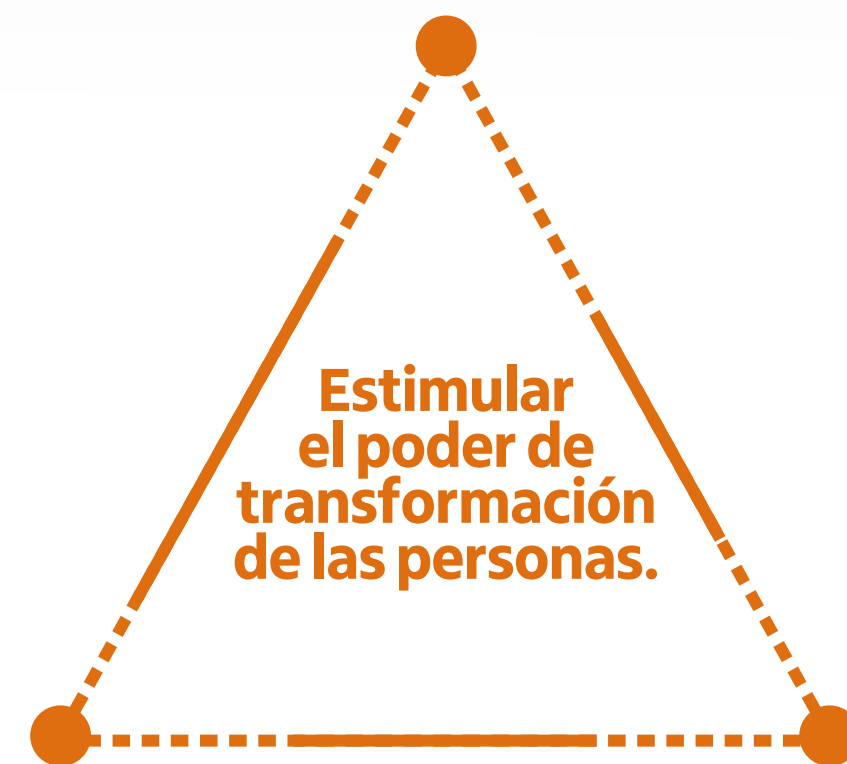 Estimular
el poder de
transformación
de las personas.